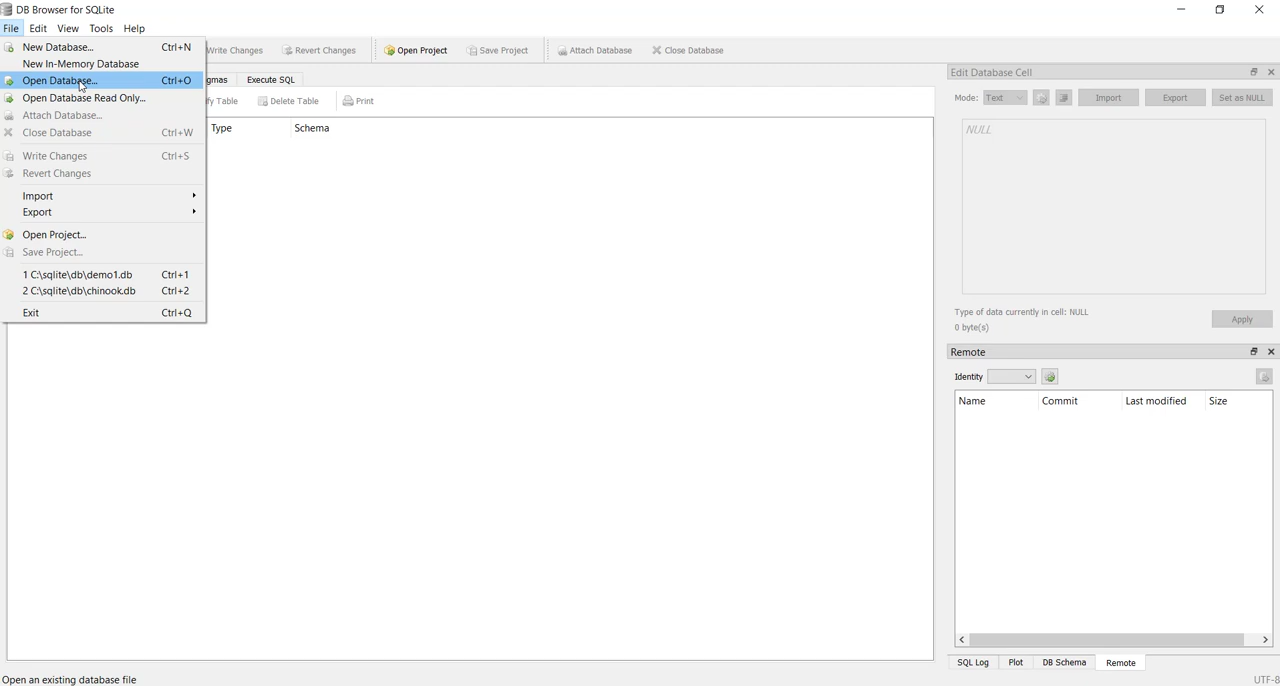 DB Browser for SQLite
File Edit View Tools Help
New Database... Ctrl+N
New In-Memory Database
Open Database... Ctrl+O
Open Database Read Only...
Attach Database...
Close Database Ctrl+W
Write Changes Ctrl+S
Revert Changes
Import
Export
Open Project...
Save Project...
1 C:\sqlite\db\demo1.db Ctrl+1
2 C:\sqlite\db\chinook.db Ctrl+2
Exit Ctrl+Q
Write Changes Revert Changes Open Project Save Project Attach Database Close Database
gmas Execute SQL
fy Table Delete Table Print
Type Schema
Edit Database Cell
Mode: Text Import Export Set as NULL
NULL
Type of data currently in cell: NULL
0 byte(s)
Apply
Remote
Identity
Name Commit Last modified Size
SQL Log Plot DB Schema Remote
Open an existing database file
UTF-8